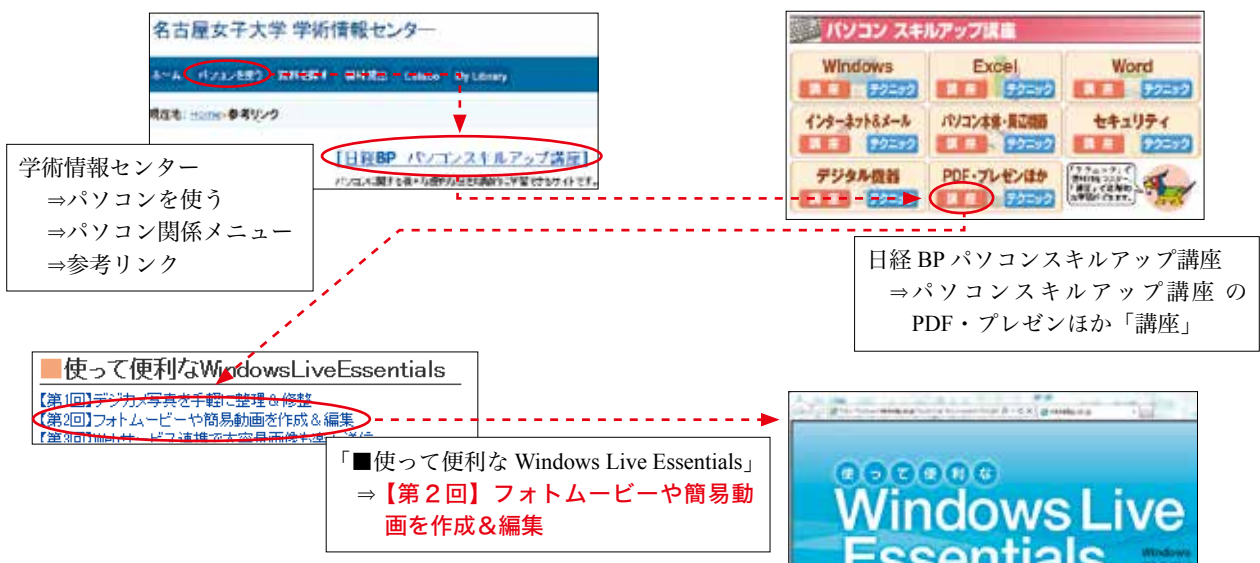 名古屋女子大学 学術情報センター
ホーム パソコンを使う 資料を探す My Library
現在地: Home>参考リンク
【日経BP パソコンスキルアップ講座】
学術情報センター
⇒パソコンを使う
⇒パソコン関係メニュー
⇒参考リンク
パソコン スキルアップ講座
Windows Excel Word
講座 テクニック 講座 テクニック 講座 テクニック
インターネット&メール パソコン本体・周辺機器 セキュリティ
講座 テクニック 講座 テクニック 講座 テクニック
デジタル機器 PDF・プレゼンほか
講座 テクニック 講座 テクニック
日経 BP パソコンスキルアップ講座
⇒パソコンスキルアップ講座 の
PDF・プレゼンほか「講座」
■使って便利なWindowsLiveEssentials
【第1回】デジカメ写真を手軽に整理&修整
【第2回】フォトムービーや簡易動画を作成&編集
「■使って便利な Windows Live Essentials」
⇒【第2回】フォトムービーや簡易動
画を作成&編集
使って便利な
Windows Live
Essentials
Windows